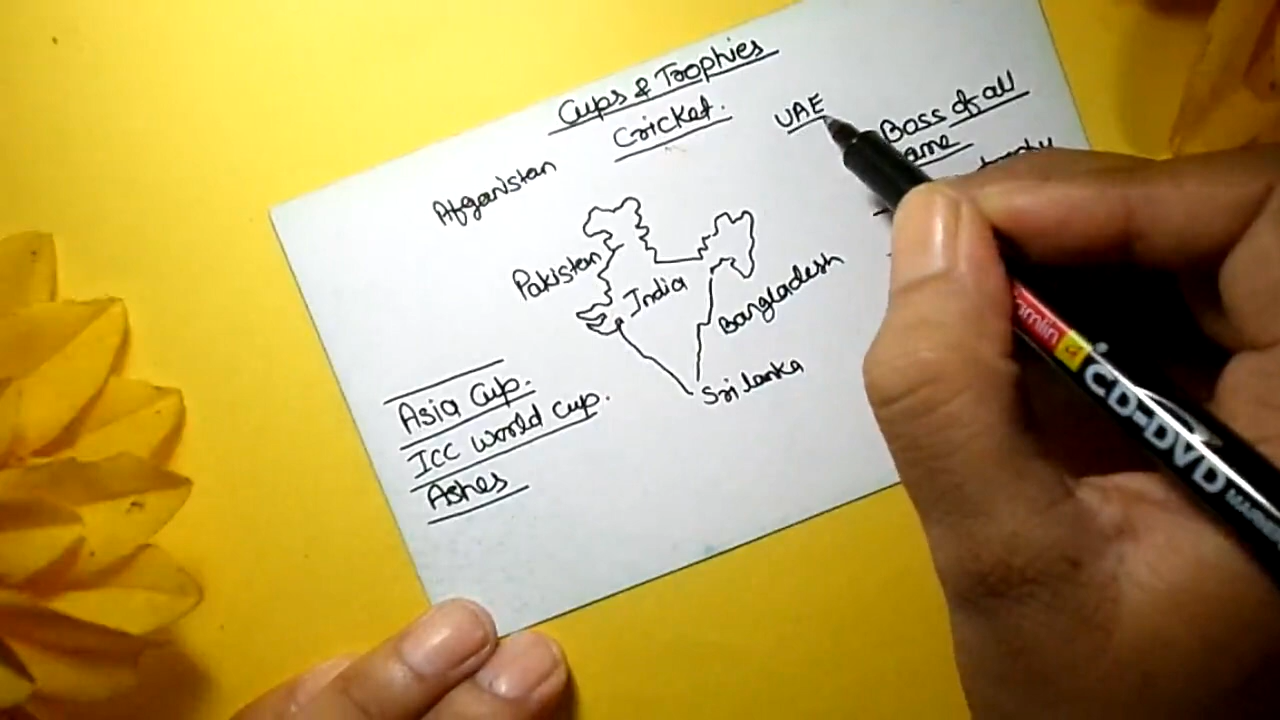 Cups & Trophies
Cricket.
UAE
Boss of all
Afganistan
Pakistan
India
Bangladesh
Sri lanka
Asia Cup.
ICC World Cup.
Ashes
CD-DVD